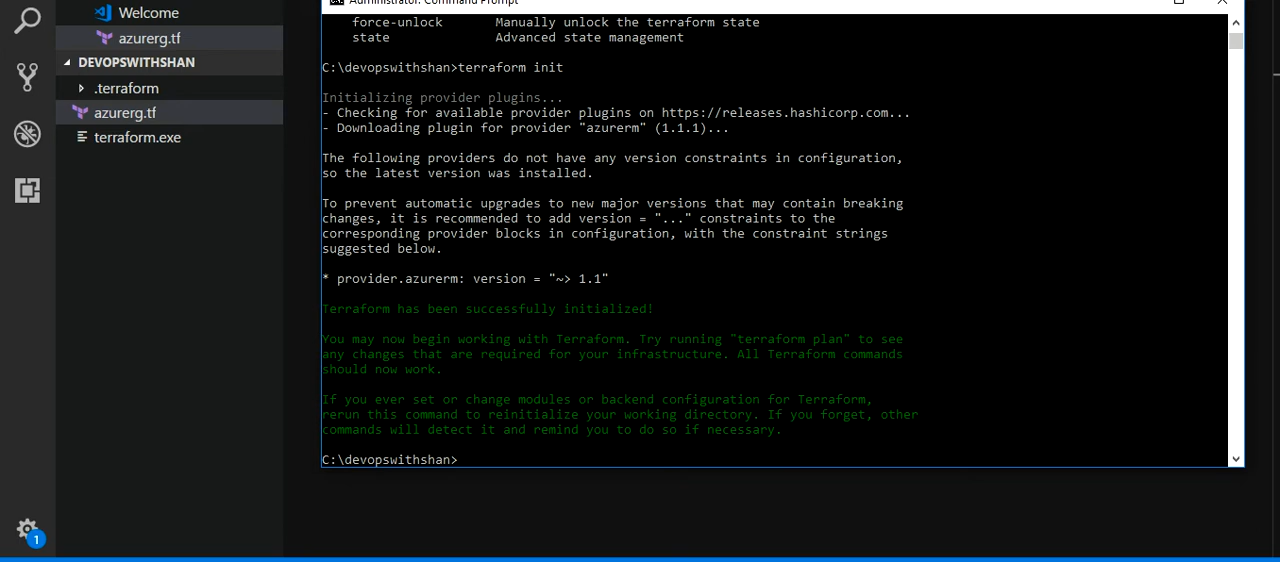 Welcome
azurerg.tf
DEVOPSWITHSHAN
.terraform
azurerg.tf
terraform.exe
1
Administrator: Command Prompt
force-unlock Manually unlock the terraform state
state Advanced state management
C:\devopswithshan>terraform init
Initializing provider plugins...
- Checking for available provider plugins on https://releases.hashicorp.com...
- Downloading plugin for provider "azurerm" (1.1.1)...
The following providers do not have any version constraints in configuration,
so the latest version was installed.
To prevent automatic upgrades to new major versions that may contain breaking
changes, it is recommended to add version = "..." constraints to the
corresponding provider blocks in configuration, with the constraint strings
suggested below.
* provider.azurerm: version = "~> 1.1"
Terraform has been successfully initialized!
You may now begin working with Terraform. Try running "terraform plan" to see
any changes that are required for your infrastructure. All Terraform commands
should now work.
If you ever set or change modules or backend configuration for Terraform,
rerun this command to reinitialize your working directory. If you forget, other
commands will detect it and remind you to do so if necessary.
C:\devopswithshan>